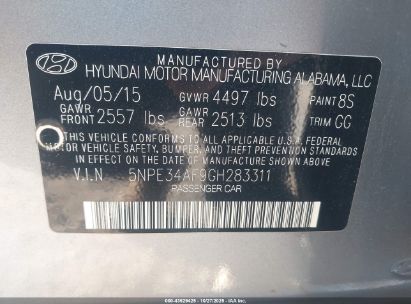 MANUFACTURED BY
HYUNDAI MOTOR MANUFACTURING ALABAMA, LLC
Aug/05/15 GVWR 4497 lbs PAINT 8S
GAWR FRONT 2557 lbs GAWR REAR 2513 lbs TRIM GG
THIS VEHICLE CONFORMS TO ALL APPLICABLE U.S.A. FEDERAL
MOTOR VEHICLE SAFETY, BUMPER, AND THEFT PREVENTION
STANDARDS IN EFFECT ON THE DATE OF MANUFACTURE SHOWN ABOVE.
V.I.N 5NPE34AF9GH283311
PASSENGER CAR